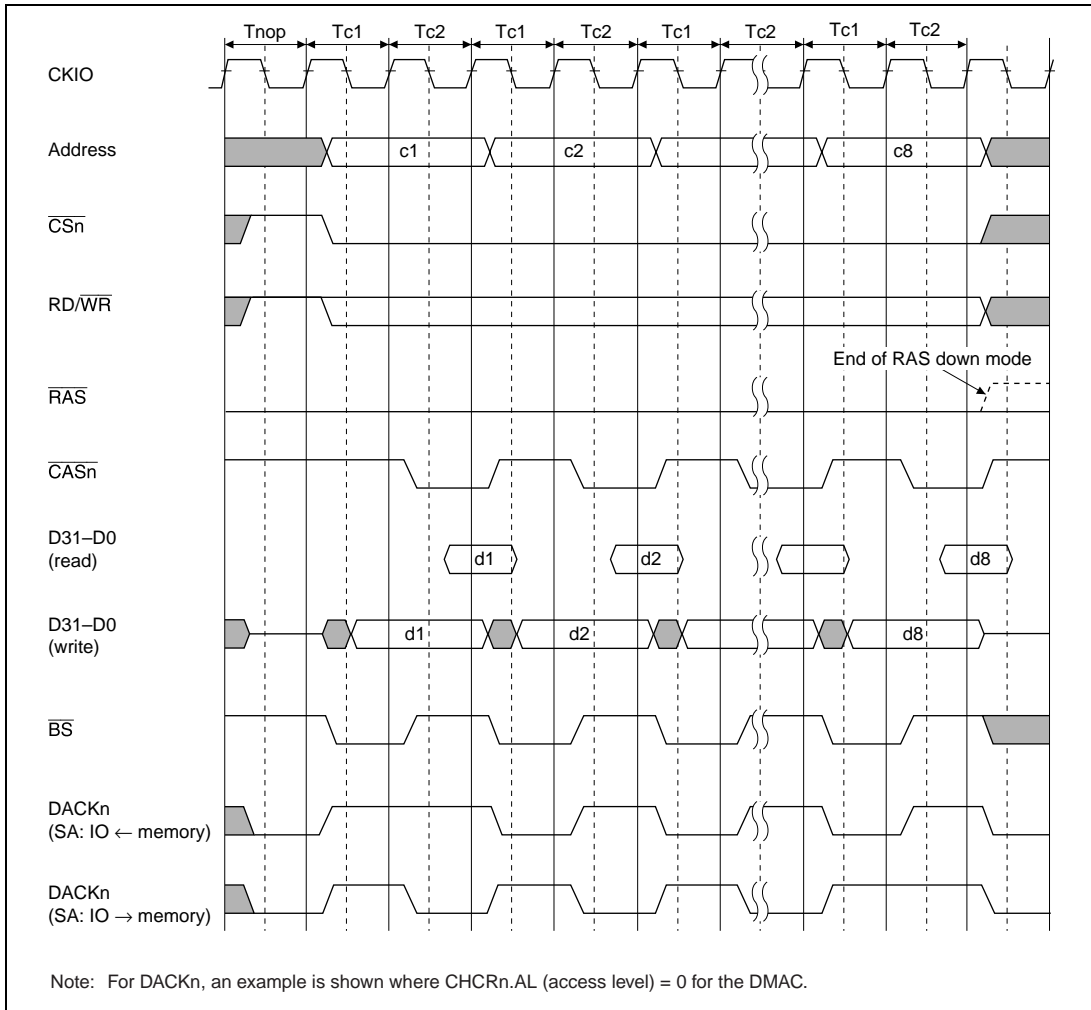 Tnop Tc1 Tc2 Tc1 Tc2 Tc1 Tc2 Tc1 Tc2
CKIO
Address c1 c2 c8
CSn
RD/WR
End of RAS down mode
RAS
CASn
D31–D0
(read) d1 d2 d8
D31–D0
(write) d1 d2 d8
BS
DACKn
(SA: IO ← memory)
DACKn
(SA: IO → memory)
Note: For DACKn, an example is shown where CHCRn.AL (access level) = 0 for the DMAC.